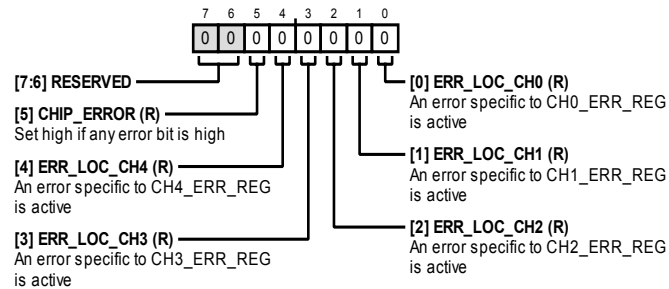 7 6 5 4 3 2 1 0
0 0 0 0 0 0 0 0
[7:6] RESERVED
[5] CHIP_ERROR (R)
Set high if any error bit is high
[4] ERR_LOC_CH4 (R)
An error specific to CH4_ERR_REG
is active
[3] ERR_LOC_CH3 (R)
An error specific to CH3_ERR_REG
is active
[0] ERR_LOC_CH0 (R)
An error specific to CH0_ERR_REG
is active
[1] ERR_LOC_CH1 (R)
An error specific to CH1_ERR_REG
is active
[2] ERR_LOC_CH2 (R)
An error specific to CH2_ERR_REG
is active